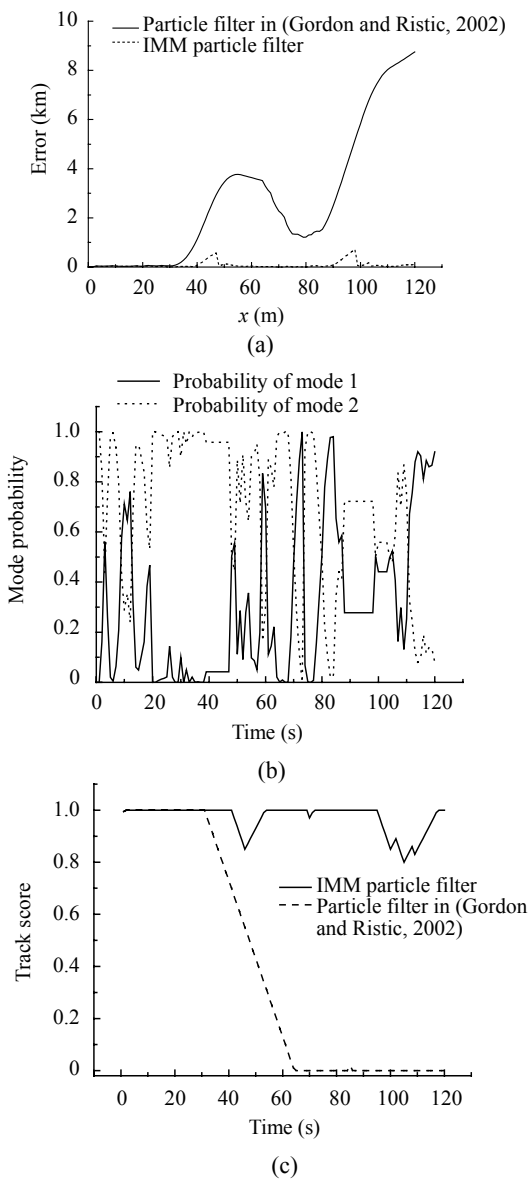 Particle filter in (Gordon and Ristic, 2002)
IMM particle filter
10
8
6
4
2
0
Error (km)
0 20 40 60 80 100 120
x (m)
(a)
Probability of mode 1
Probability of mode 2
1.0
0.8
0.6
0.4
0.2
0
Mode probability
0 20 40 60 80 100 120
Time (s)
(b)
1.0
0.8
0.6
0.4
0.2
0
Track score
IMM particle filter
Particle filter in (Gordon
and Ristic, 2002)
0 20 40 60 80 100 120
Time (s)
(c)